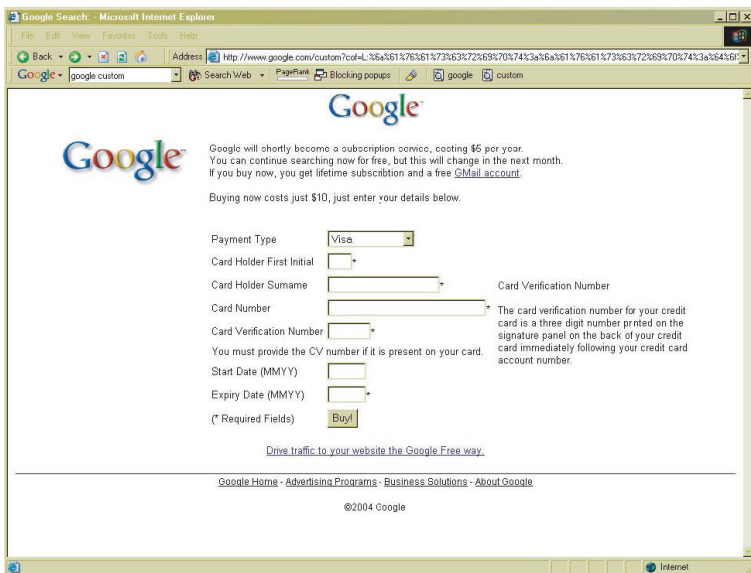 Google Search: - Microsoft Internet Explorer
File Edit View Favorites Tools Help
Back Address http://www.google.com/custom?cof=L:%6a%61%76%61%73%63%72%69%70%74%3a%6a%61%76%61%73%63%72%69%70%74%3a%64%6f
Google google custom Search Web PageRank Blocking popups google custom
Google
Google
Google will shortly become a subscription service, costing $5 per year.
You can continue searching now for free, but this will change in the next month.
If you buy now, you get lifetime subscribtion and a free GMail account.
Buying now costs just $10, just enter your details below.
Payment Type Visa
Card Holder First Initial *
Card Holder Surname *
Card Number *
Card Verification Number *
You must provide the CV number if it is present on your card.
Start Date (MMYY)
Expiry Date (MMYY) *
(* Required Fields) Buy!
Card Verification Number
The card verification number for your credit
card is a three digit number printed on the
signature panel on the back of your credit
card immediately following your credit card
account number.
Drive traffic to your website the Google Free way.
Google Home - Advertising Programs - Business Solutions - About Google
©2004 Google
Internet